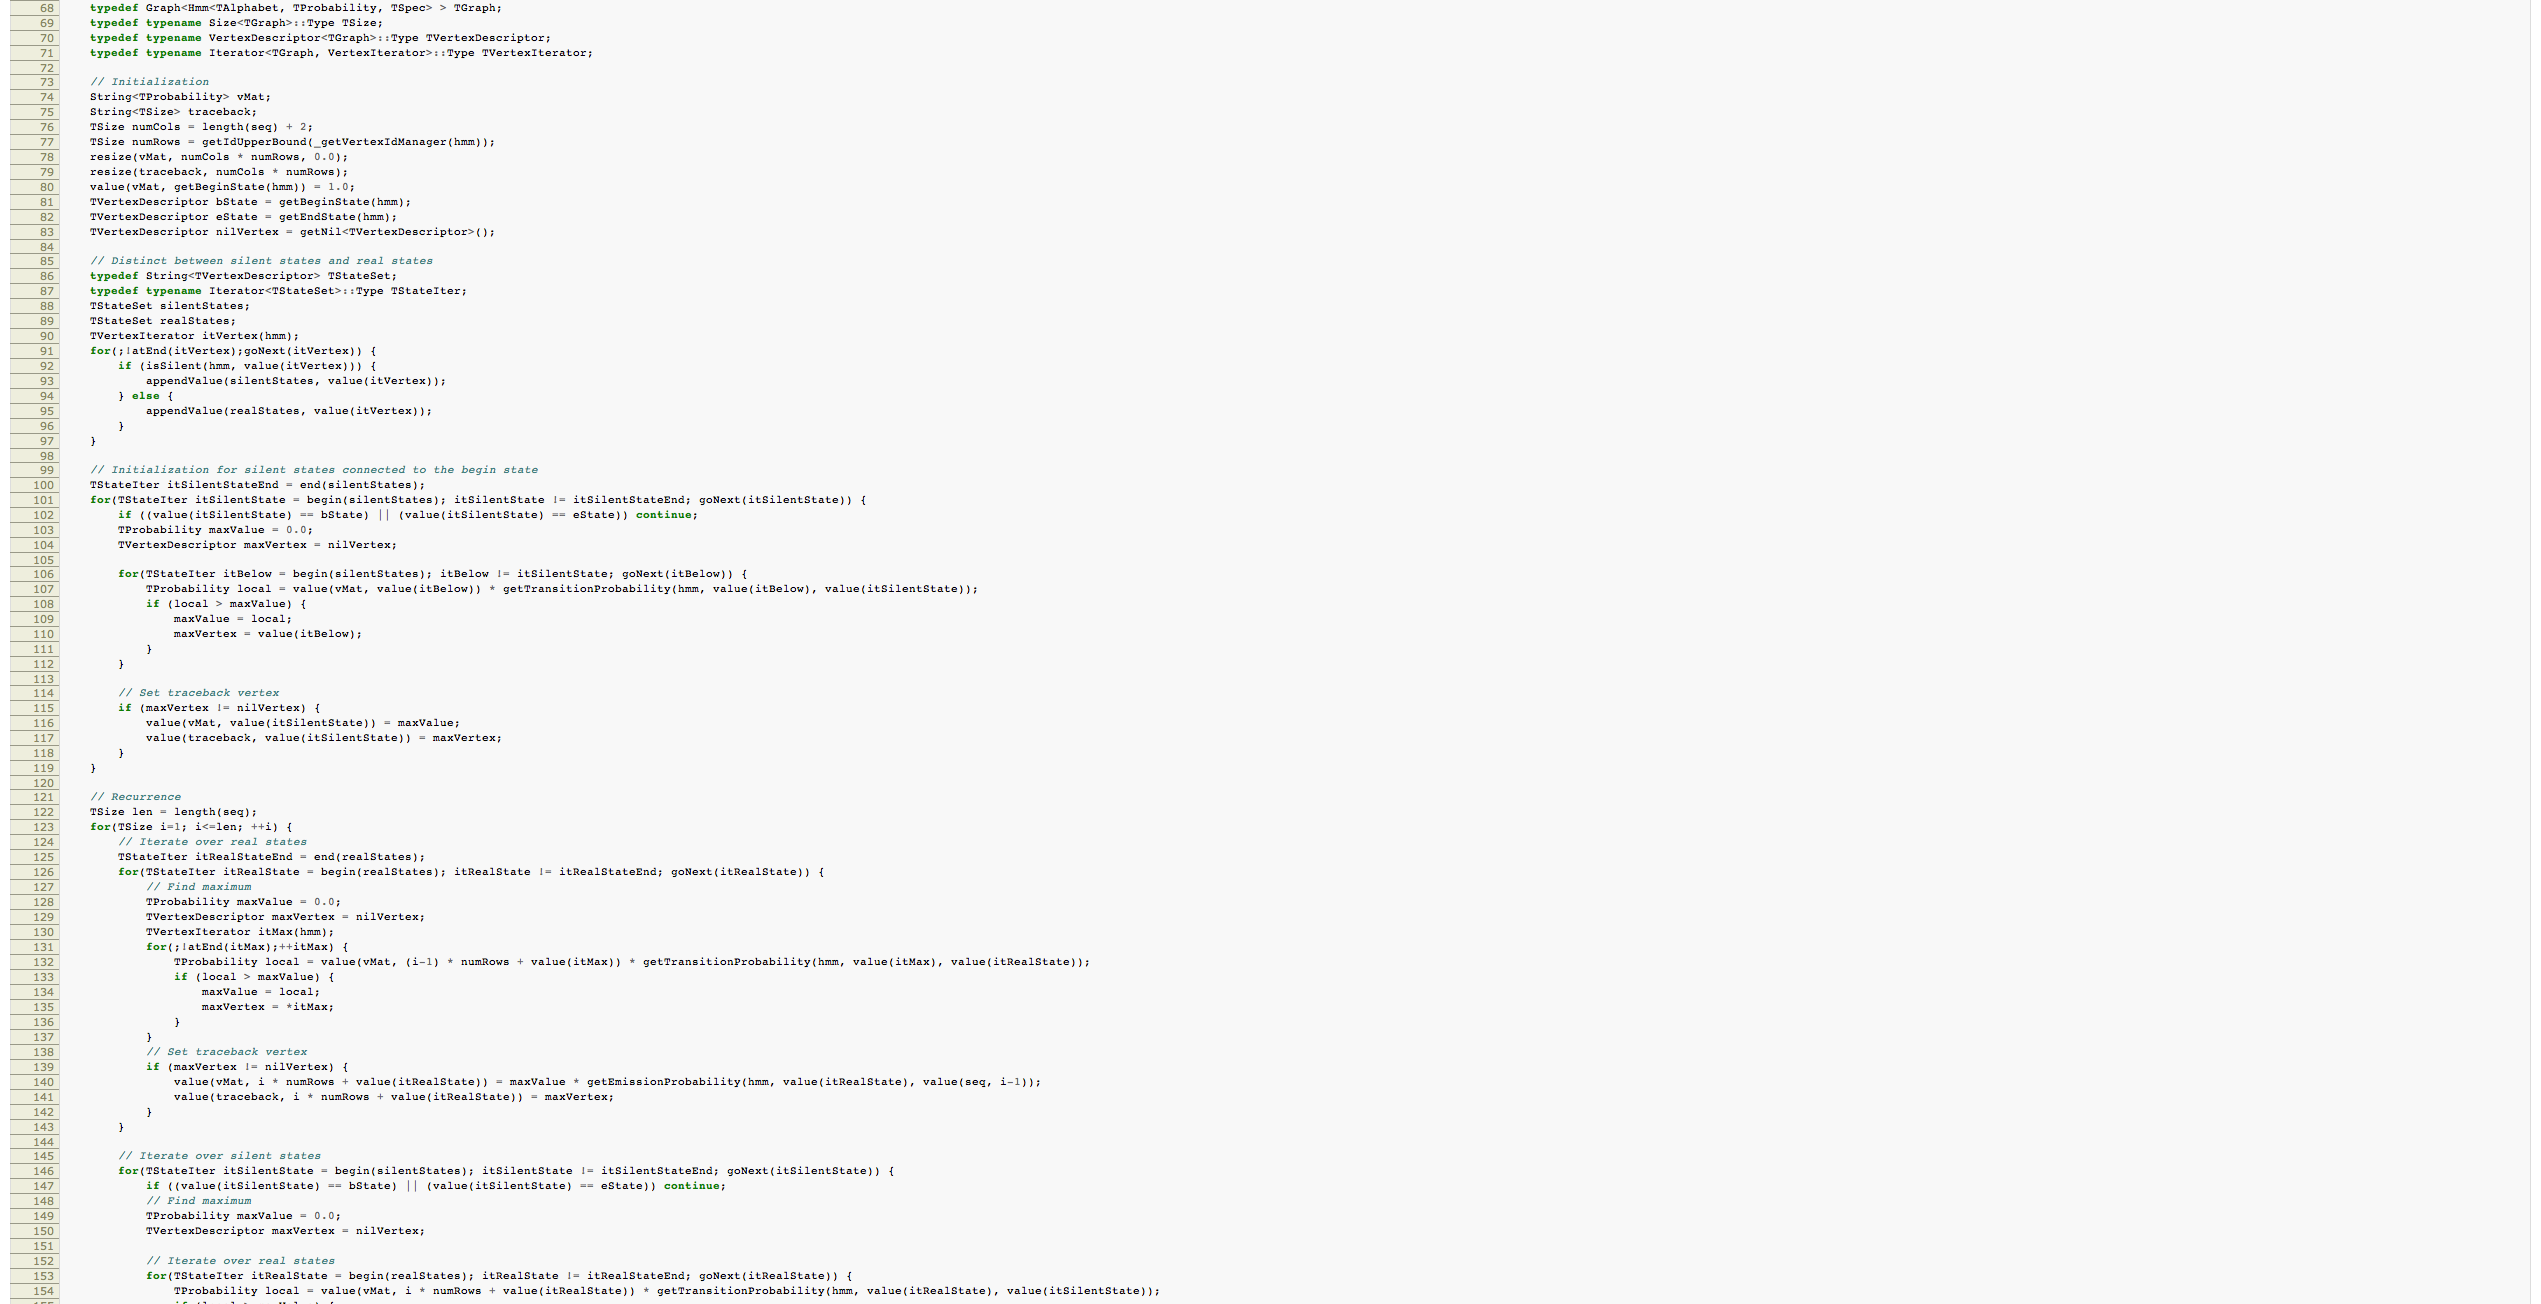 68 typedef Graph<Hmm<TAlphabet, TProbability, TSpec> > TGraph;
69 typedef typename Size<TGraph>::Type TSize;
70 typedef typename VertexDescriptor<TGraph>::Type TVertexDescriptor;
71 typedef typename Iterator<TGraph, VertexIterator>::Type TVertexIterator;
72
73 // Initialization
74 String<TProbability> vMat;
75 String<TSize> traceback;
76 TSize numCols = length(seq) + 2;
77 TSize numRows = getIdUpperBound(_getVertexIdManager(hmm));
78 resize(vMat, numCols * numRows, 0.0);
79 resize(traceback, numCols * numRows);
80 value(vMat, getBeginState(hmm)) = 1.0;
81 TVertexDescriptor bState = getBeginState(hmm);
82 TVertexDescriptor eState = getEndState(hmm);
83 TVertexDescriptor nilVertex = getNil<TVertexDescriptor>();
84
85 // Distinct between silent states and real states
86 typedef String<TVertexDescriptor> TStateSet;
87 typedef typename Iterator<TStateSet>::Type TStateIter;
88 TStateSet silentStates;
89 TStateSet realStates;
90 TVertexIterator itVertex(hmm);
91 for(;!atEnd(itVertex);goNext(itVertex)) {
92 if (isSilent(hmm, value(itVertex))) {
93 appendValue(silentStates, value(itVertex));
94 } else {
95 appendValue(realStates, value(itVertex));
96 }
97 }
98
99 // Initialization for silent states connected to the begin state
100 TStateIter itSilentStateEnd = end(silentStates);
101 for(TStateIter itSilentState = begin(silentStates); itSilentState != itSilentStateEnd; goNext(itSilentState)) {
102 if ((value(itSilentState) == bState) || (value(itSilentState) == eState)) continue;
103 TProbability maxValue = 0.0;
104 TVertexDescriptor maxVertex = nilVertex;
105
106 for(TStateIter itBelow = begin(silentStates); itBelow != itSilentState; goNext(itBelow)) {
107 TProbability local = value(vMat, value(itBelow)) * getTransitionProbability(hmm, value(itBelow), value(itSilentState));
108 if (local > maxValue) {
109 maxValue = local;
110 maxVertex = value(itBelow);
111 }
112 }
113
114 // Set traceback vertex
115 if (maxVertex != nilVertex) {
116 value(vMat, value(itSilentState)) = maxValue;
117 value(traceback, value(itSilentState)) = maxVertex;
118 }
119 }
120
121 // Recurrence
122 TSize len = length(seq);
123 for(TSize i=1; i<=len; ++i) {
124 // Iterate over real states
125 TStateIter itRealStateEnd = end(realStates);
126 for(TStateIter itRealState = begin(realStates); itRealState != itRealStateEnd; goNext(itRealState)) {
127 // Find maximum
128 TProbability maxValue = 0.0;
129 TVertexDescriptor maxVertex = nilVertex;
130 TVertexIterator itMax(hmm);
131 for(;!atEnd(itMax);++itMax) {
132 TProbability local = value(vMat, (i-1) * numRows + value(itMax)) * getTransitionProbability(hmm, value(itMax), value(itRealState));
133 if (local > maxValue) {
134 maxValue = local;
135 maxVertex = *itMax;
136 }
137 }
138 // Set traceback vertex
139 if (maxVertex != nilVertex) {
140 value(vMat, i * numRows + value(itRealState)) = maxValue * getEmissionProbability(hmm, value(itRealState), value(seq, i-1));
141 value(traceback, i * numRows + value(itRealState)) = maxVertex;
142 }
143 }
144
145 // Iterate over silent states
146 for(TStateIter itSilentState = begin(silentStates); itSilentState != itSilentStateEnd; goNext(itSilentState)) {
147 if ((value(itSilentState) == bState) || (value(itSilentState) == eState)) continue;
148 // Find maximum
149 TProbability maxValue = 0.0;
150 TVertexDescriptor maxVertex = nilVertex;
151
152 // Iterate over real states
153 for(TStateIter itRealState = begin(realStates); itRealState != itRealStateEnd; goNext(itRealState)) {
154 TProbability local = value(vMat, i * numRows + value(itRealState)) * getTransitionProbability(hmm, value(itRealState), value(itSilentState));